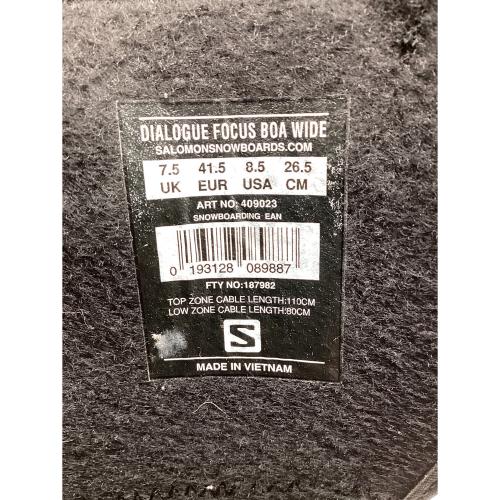 DIALOGUE FOCUS BOA WIDE
SALOMONSNOWBOARDS.COM
7.5 41.5 8.5 26.5
UK EUR USA CM
ART NO: 409023
SNOWBOARDING EAN
0 193128 089887
FTY NO:187982
TOP ZONE CABLE LENGTH:110CM
LOW ZONE CABLE LENGTH:80CM
S
MADE IN VIETNAM